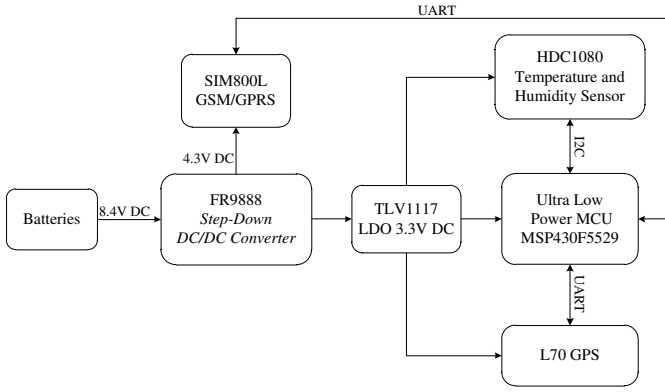 UART
SIM800L
GSM/GPRS
HDC1080
Temperature and
Humidity Sensor
4.3V DC
I2C
Batteries
8.4V DC
FR9888
Step-Down
DC/DC Converter
TLV1117
LDO 3.3V DC
Ultra Low
Power MCU
MSP430F5529
UART
L70 GPS